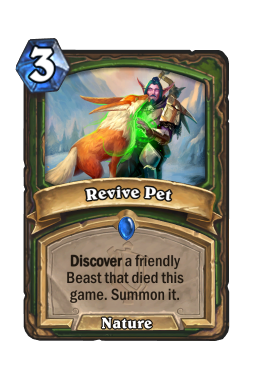 3
Revive Pet
Discover a friendly
Beast that died this
game. Summon it.
Nature